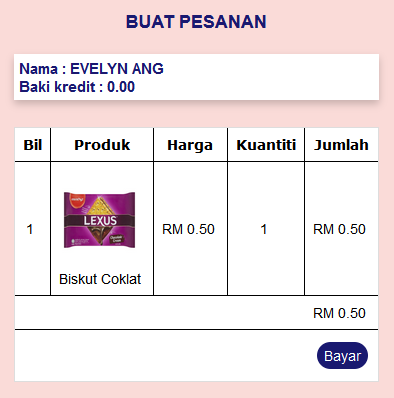 BUAT PESANAN
Nama : EVELYN ANG
Baki kredit : 0.00
Bil Produk Harga Kuantiti Jumlah
LEXUS
1 RM 0.50 1 RM 0.50
Biskut Coklat
RM 0.50
Bayar